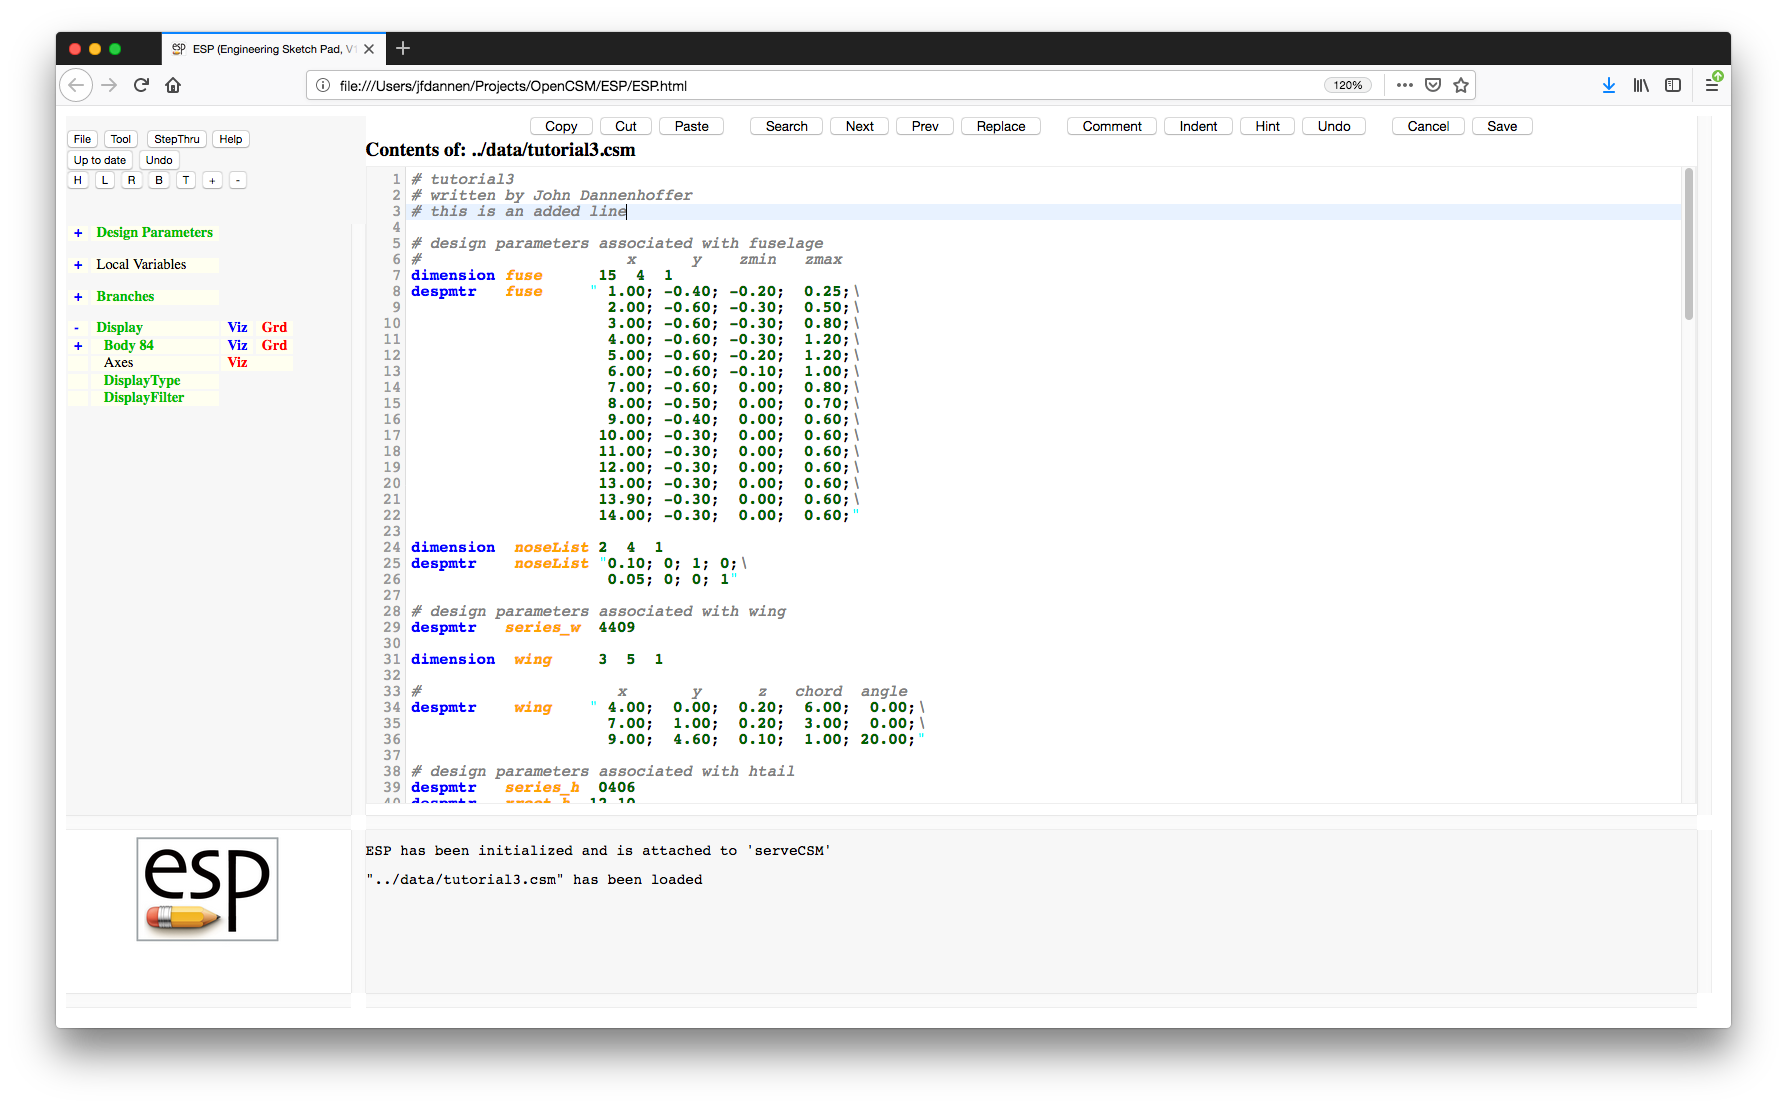 esp ESP (Engineering Sketch Pad, V1
file:///Users/jfdannen/Projects/OpenCSM/ESP/ESP.html 120%
File Tool StepThru Help
Up to date Undo
H L R B T + -
+ Design Parameters
+ Local Variables
+ Branches
- Display Viz Grd
+ Body 84 Viz Grd
Axes Viz
DisplayType
DisplayFilter
Copy Cut Paste Search Next Prev Replace Comment Indent Hint Undo Cancel Save
Contents of: ../data/tutorial3.csm
1 # tutorial3
2 # written by John Dannenhoffer
3 # this is an added line
4
5 # design parameters associated with fuselage
6 # x y zmin zmax
7 dimension fuse 15 4 1
8 despmtr fuse " 1.00; -0.40; -0.20; 0.25;\
9 2.00; -0.60; -0.30; 0.50;\
10 3.00; -0.60; -0.30; 0.80;\
11 4.00; -0.60; -0.30; 1.20;\
12 5.00; -0.60; -0.20; 1.20;\
13 6.00; -0.60; -0.10; 1.00;\
14 7.00; -0.60; 0.00; 0.80;\
15 8.00; -0.50; 0.00; 0.70;\
16 9.00; -0.40; 0.00; 0.60;\
17 10.00; -0.30; 0.00; 0.60;\
18 11.00; -0.30; 0.00; 0.60;\
19 12.00; -0.30; 0.00; 0.60;\
20 13.00; -0.30; 0.00; 0.60;\
21 13.90; -0.30; 0.00; 0.60;\
22 14.00; -0.30; 0.00; 0.60;"
23
24 dimension noseList 2 4 1
25 despmtr noseList "0.10; 0; 1; 0;\
26 0.05; 0; 0; 1"
27
28 # design parameters associated with wing
29 despmtr series_w 4409
30
31 dimension wing 3 5 1
32
33 # x y z chord angle
34 despmtr wing " 4.00; 0.00; 0.20; 6.00; 0.00;\
35 7.00; 1.00; 0.20; 3.00; 0.00;\
36 9.00; 4.60; 0.10; 1.00; 20.00;"
37
38 # design parameters associated with htail
39 despmtr series_h 0406
40 despmtr xroot_h 12.10
esp
ESP has been initialized and is attached to 'serveCSM'
"../data/tutorial3.csm" has been loaded